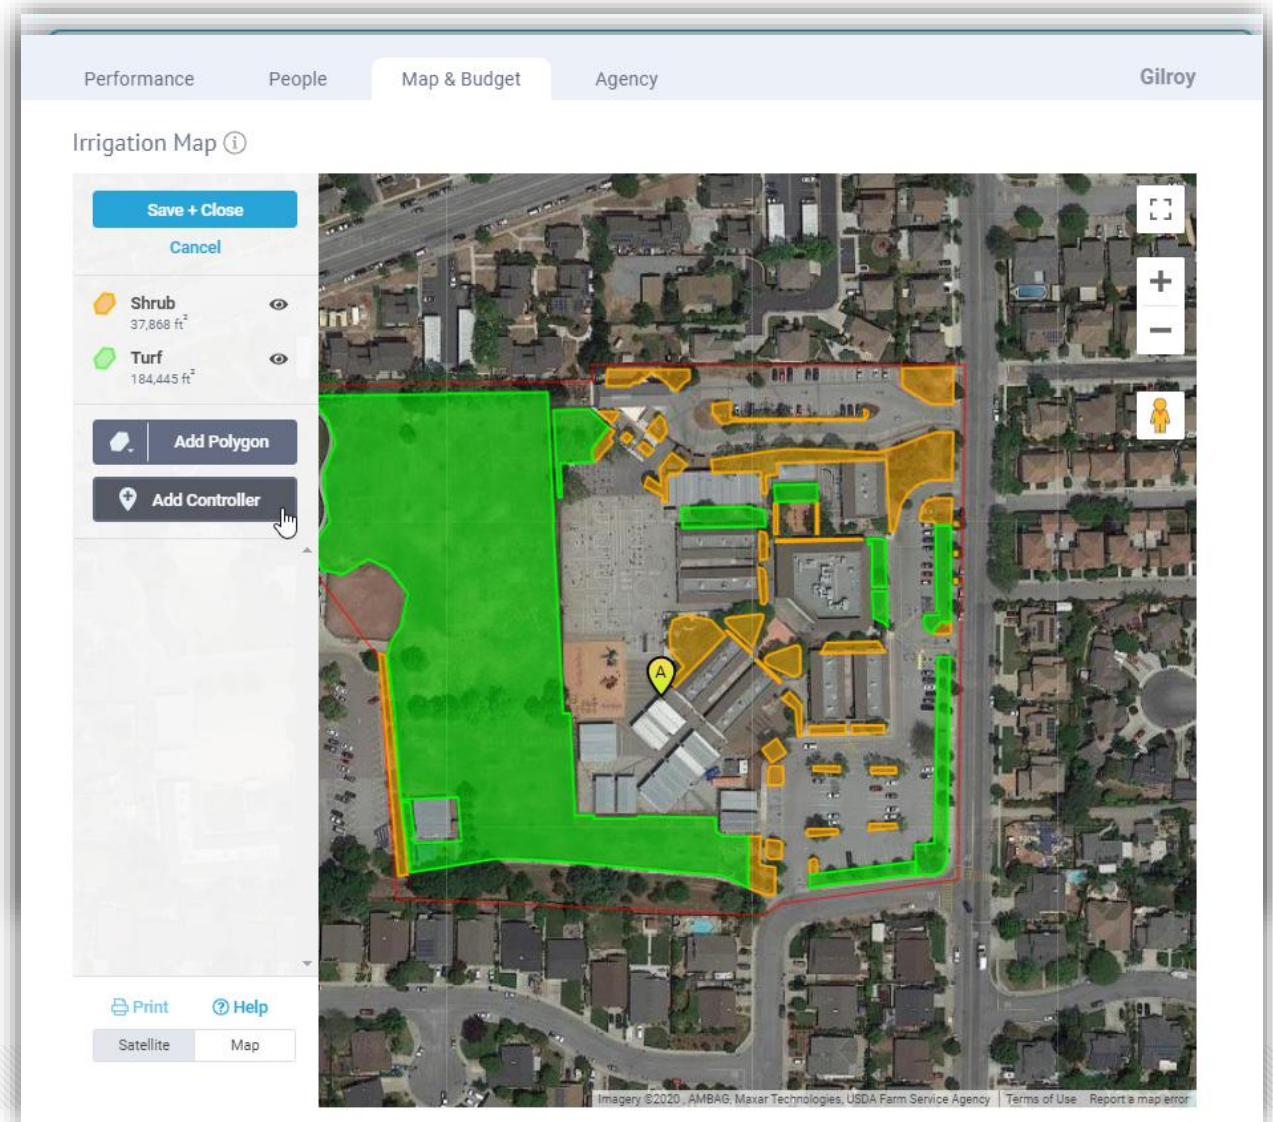 Performance People Map & Budget Agency Gilroy
Irrigation Map i
Save + Close
Cancel
Shrub
37,868 ft²
Turf
184,445 ft²
Add Polygon
Add Controller
A
Print Help
Satellite Map
Imagery ©2020 , AMBAG, Maxar Technologies, USDA Farm Service Agency Terms of Use Report a map error